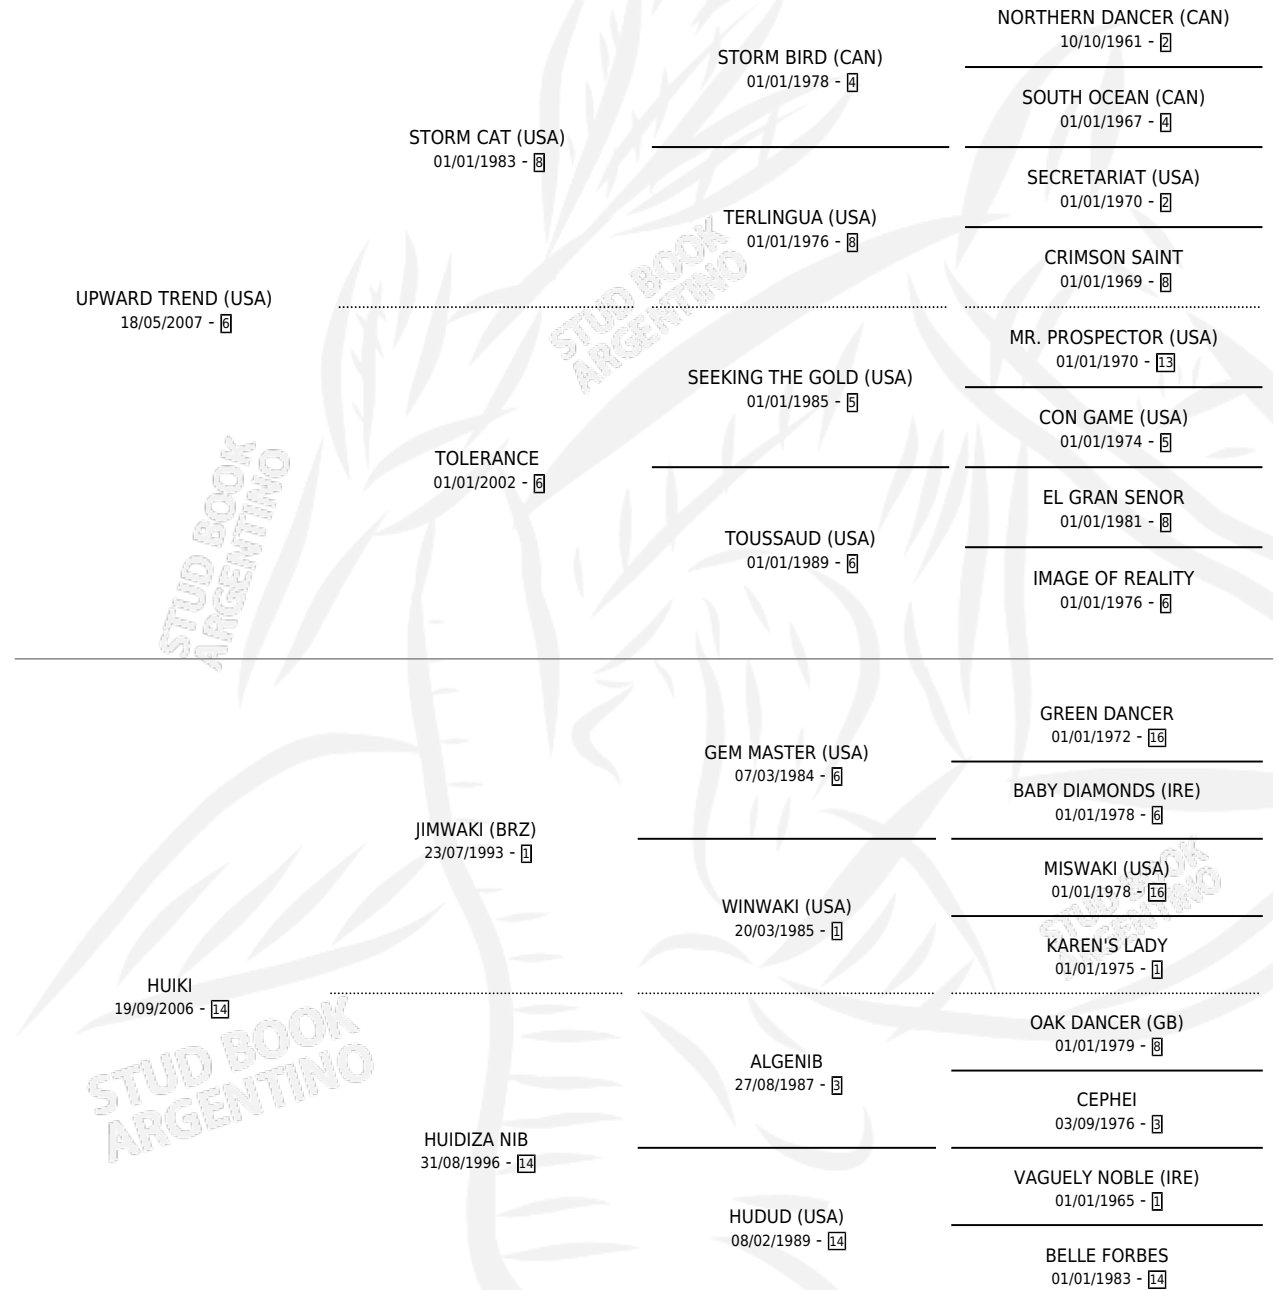 NORTHERN DANCER (CAN)
10/10/1961 - 2
STORM BIRD (CAN)
01/01/1978 - 4
SOUTH OCEAN (CAN)
01/01/1967 - 4
STORM CAT (USA)
01/01/1983 - 8
SECRETARIAT (USA)
01/01/1970 - 2
TERLINGUA (USA)
01/01/1976 - 8
CRIMSON SAINT
01/01/1969 - 8
UPWARD TREND (USA)
18/05/2007 - 6
MR. PROSPECTOR (USA)
01/01/1970 - 13
SEEKING THE GOLD (USA)
01/01/1985 - 5
CON GAME (USA)
01/01/1974 - 5
TOLERANCE
01/01/2002 - 6
EL GRAN SENOR
01/01/1981 - 8
TOUSSAUD (USA)
01/01/1989 - 6
IMAGE OF REALITY
01/01/1976 - 6
GREEN DANCER
01/01/1972 - 16
GEM MASTER (USA)
07/03/1984 - 6
BABY DIAMONDS (IRE)
01/01/1978 - 6
JIMWAKI (BRZ)
23/07/1993 - 1
MISWAKI (USA)
01/01/1978 - 16
WINWAKI (USA)
20/03/1985 - 1
KAREN'S LADY
01/01/1975 - 1
HUIKI
19/09/2006 - 14
OAK DANCER (GB)
01/01/1979 - 8
ALGENIB
27/08/1987 - 3
CEPHEI
03/09/1976 - 3
HUIDIZA NIB
31/08/1996 - 14
VAGUELY NOBLE (IRE)
01/01/1965 - 1
HUDUD (USA)
08/02/1989 - 14
BELLE FORBES
01/01/1983 - 14
STUD BOOK
ARGENTINO
STUD BOOK
ARGENTINO
STUD BOOK
ARGENTINO
STUD BOOK
ARGENTINO